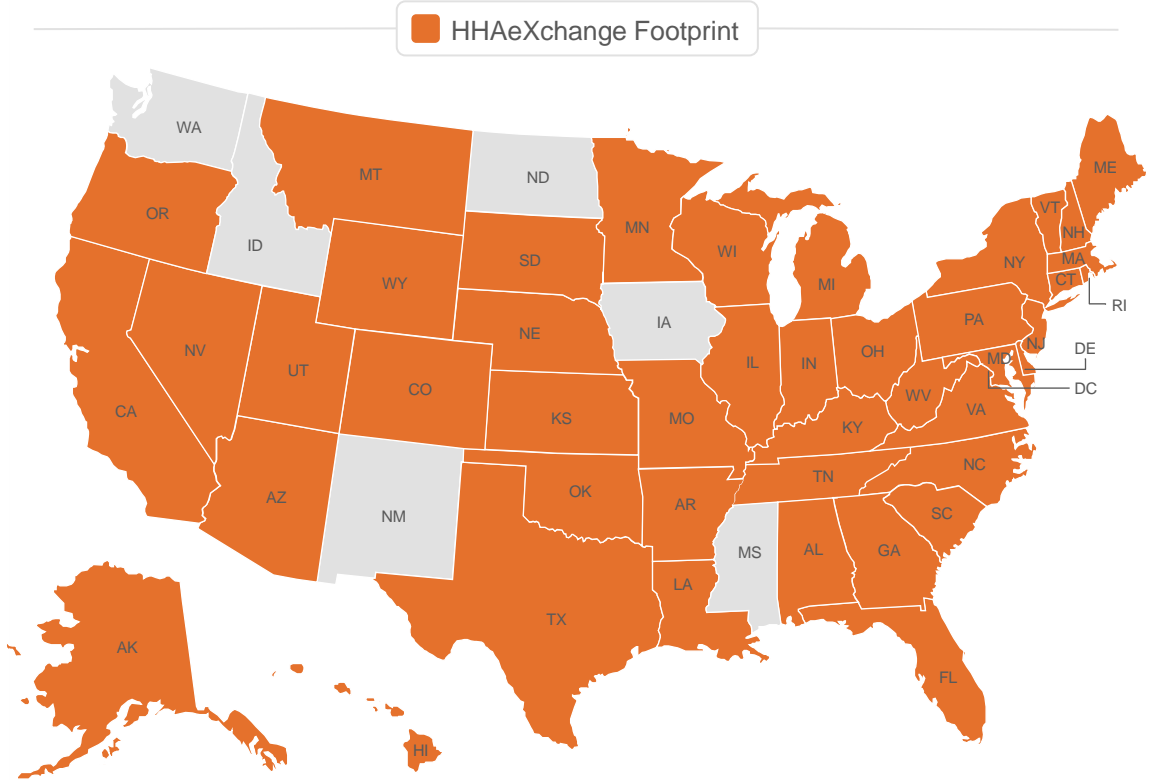 HHAeXchange Footprint
WA
MT
ND
MN
ME
OR
ID
WY
SD
WI
MI
VT
NH
NY
MA
CT
RI
NV
UT
CO
NE
IA
IL
IN
OH
PA
NJ
MD
DE
DC
CA
KS
MO
KY
WV
VA
AZ
NM
OK
AR
TN
NC
SC
MS
AL
GA
TX
LA
FL
AK
HI